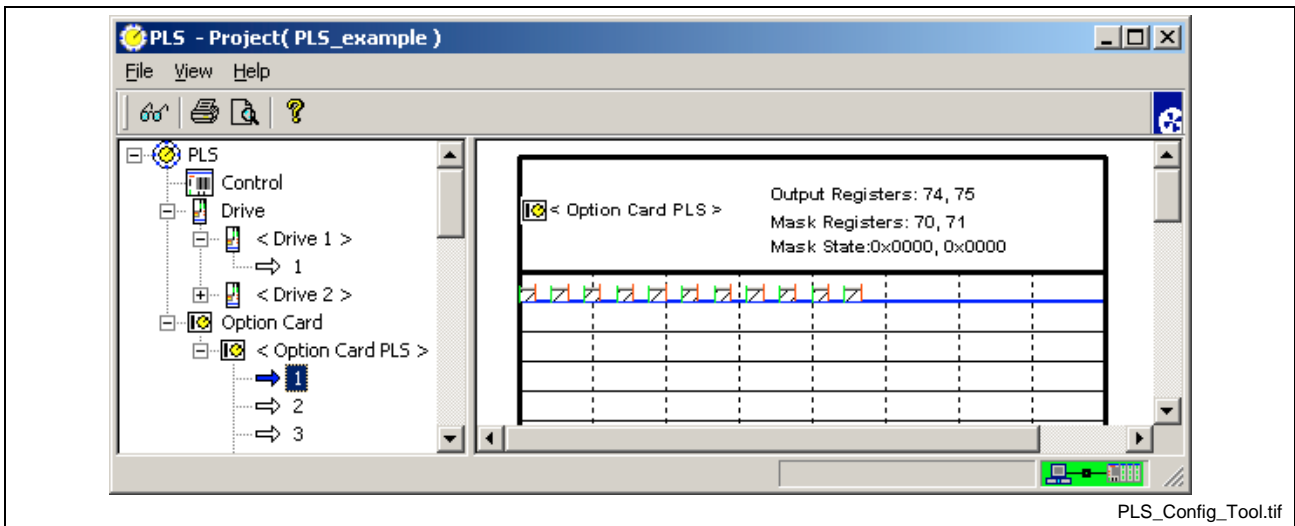 PLS - Project( PLS_example )
File View Help
PLS
Control
Drive
< Drive 1 >
1
< Drive 2 >
Option Card
< Option Card PLS >
1
2
3
< Option Card PLS >
Output Registers: 74, 75
Mask Registers: 70, 71
Mask State:0x0000, 0x0000
PLS_Config_Tool.tif